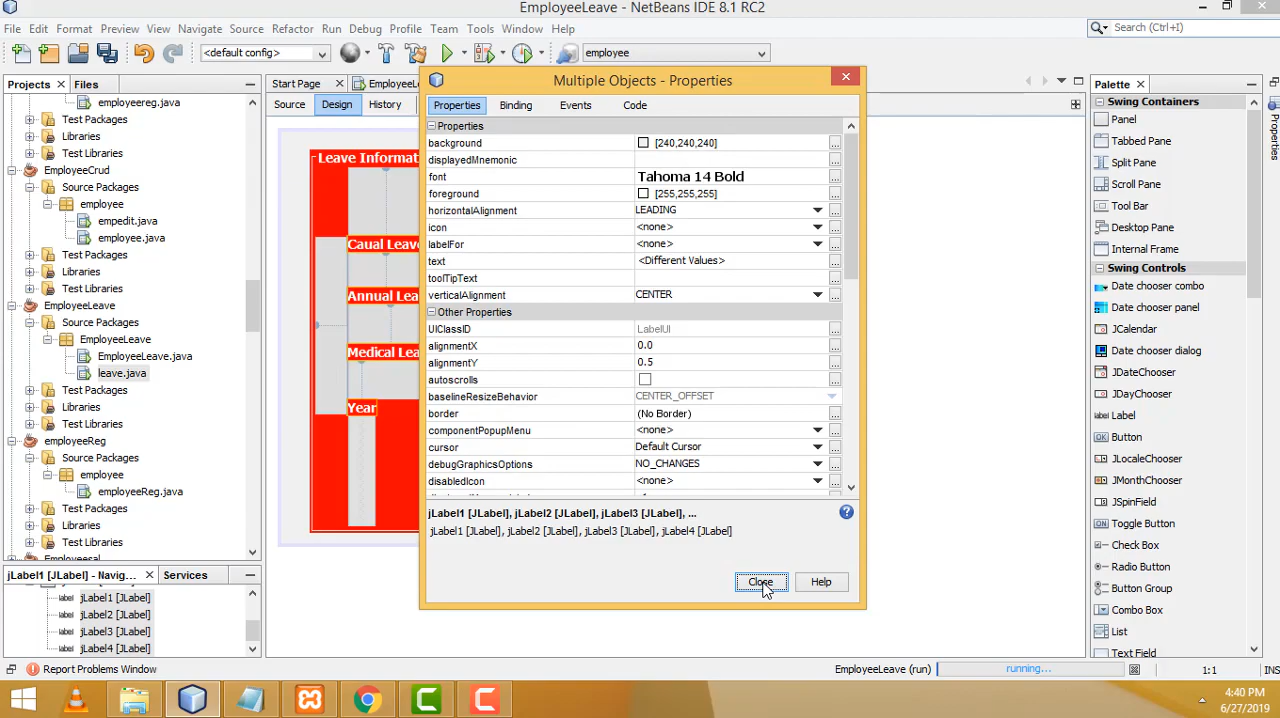 EmployeeLeave - NetBeans IDE 8.1 RC2
File Edit Format Preview View Navigate Source Refactor Run Debug Profile Team Tools Window Help
Search (Ctrl+I)
<default config>
employee
Projects
Files
employeereg.java
Test Packages
Libraries
Test Libraries
EmployeeCrud
Source Packages
employee
empedit.java
employee.java
Test Packages
Libraries
Test Libraries
EmployeeLeave
Source Packages
EmployeeLeave
EmployeeLeave.java
leave.java
Test Packages
Libraries
Test Libraries
employeeReg
Source Packages
employee
employeeReg.java
Test Packages
Libraries
Test Libraries
jLabel1 [JLabel] - Navig...
Services
label jLabel1 [JLabel]
label jLabel2 [JLabel]
label jLabel3 [JLabel]
label jLabel4 [JLabel]
Start Page
EmployeeL
Source Design History
Leave Informat
Caual Leave
Annual Lea
Medical Lea
Year
Multiple Objects - Properties
Properties Binding Events Code
Properties
background [240,240,240]
displayedMnemonic
font Tahoma 14 Bold
foreground [255,255,255]
horizontalAlignment LEADING
icon <none>
labelFor <none>
text <Different Values>
toolTipText
verticalAlignment CENTER
Other Properties
UIClassID LabelUI
alignmentX 0.0
alignmentY 0.5
autoscrolls
baselineResizeBehavior CENTER_OFFSET
border (No Border)
componentPopupMenu <none>
cursor Default Cursor
debugGraphicsOptions NO_CHANGES
disabledIcon <none>
jLabel1 [JLabel], jLabel2 [JLabel], jLabel3 [JLabel], ...
jLabel1 [JLabel], jLabel2 [JLabel], jLabel3 [JLabel], jLabel4 [JLabel]
Close Help
Palette
Swing Containers
Panel
Tabbed Pane
Split Pane
Scroll Pane
Tool Bar
Desktop Pane
Internal Frame
Swing Controls
Date chooser combo
Date chooser panel
JCalendar
Date chooser dialog
JDateChooser
JDayChooser
label Label
Button
JLocaleChooser
JMonthChooser
JSpinField
Toggle Button
Check Box
Radio Button
Button Group
Combo Box
List
Text Field
Properties
Report Problems Window
EmployeeLeave (run)
running...
1:1
INS
4:40 PM
6/27/2019